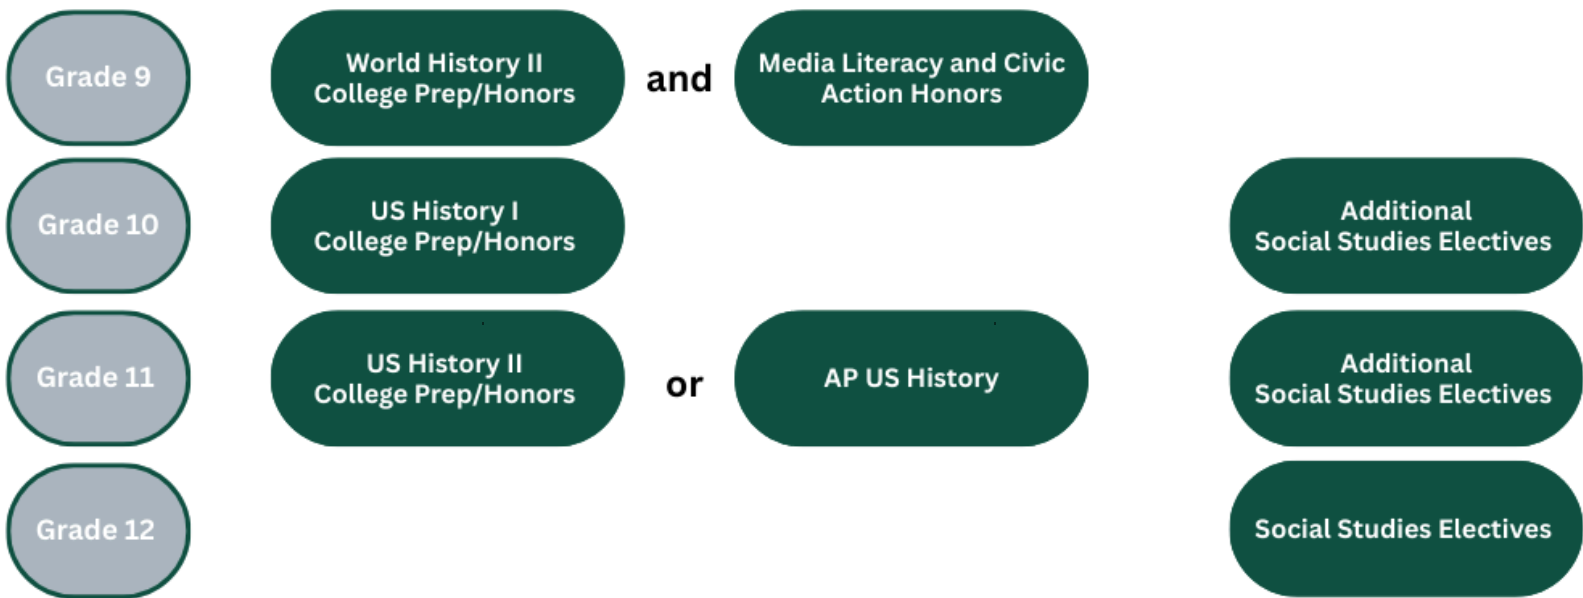 Grade 9
World History II
College Prep/Honors
and
Media Literacy and Civic
Action Honors
Grade 10
US History I
College Prep/Honors
Additional
Social Studies Electives
Grade 11
US History II
College Prep/Honors
or
AP US History
Additional
Social Studies Electives
Grade 12
Social Studies Electives